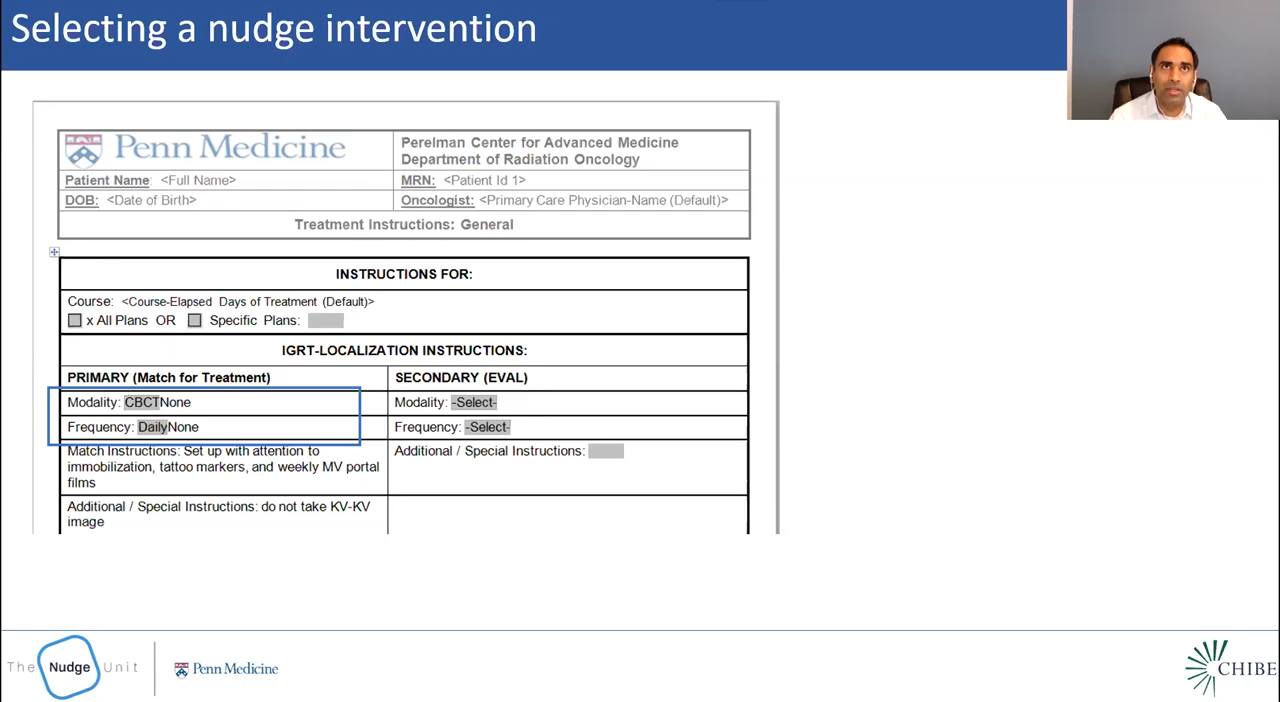 Selecting a nudge intervention
Penn Medicine
Perelman Center for Advanced Medicine
Department of Radiation Oncology
Patient Name: <Full Name>
MRN: <Patient Id 1>
DOB: <Date of Birth>
Oncologist: <Primary Care Physician-Name (Default)>
Treatment Instructions: General
INSTRUCTIONS FOR:
Course: <Course-Elapsed Days of Treatment (Default)>
x All Plans OR Specific Plans:
IGRT-LOCALIZATION INSTRUCTIONS:
PRIMARY (Match for Treatment)
SECONDARY (EVAL)
Modality: CBCTNone
Modality: -Select-
Frequency: DailyNone
Frequency: -Select-
Match Instructions: Set up with attention to
immobilization, tattoo markers, and weekly MV portal
films
Additional / Special Instructions:
Additional / Special Instructions: do not take KV-KV
image
The Nudge Unit
Penn Medicine
CHIBE